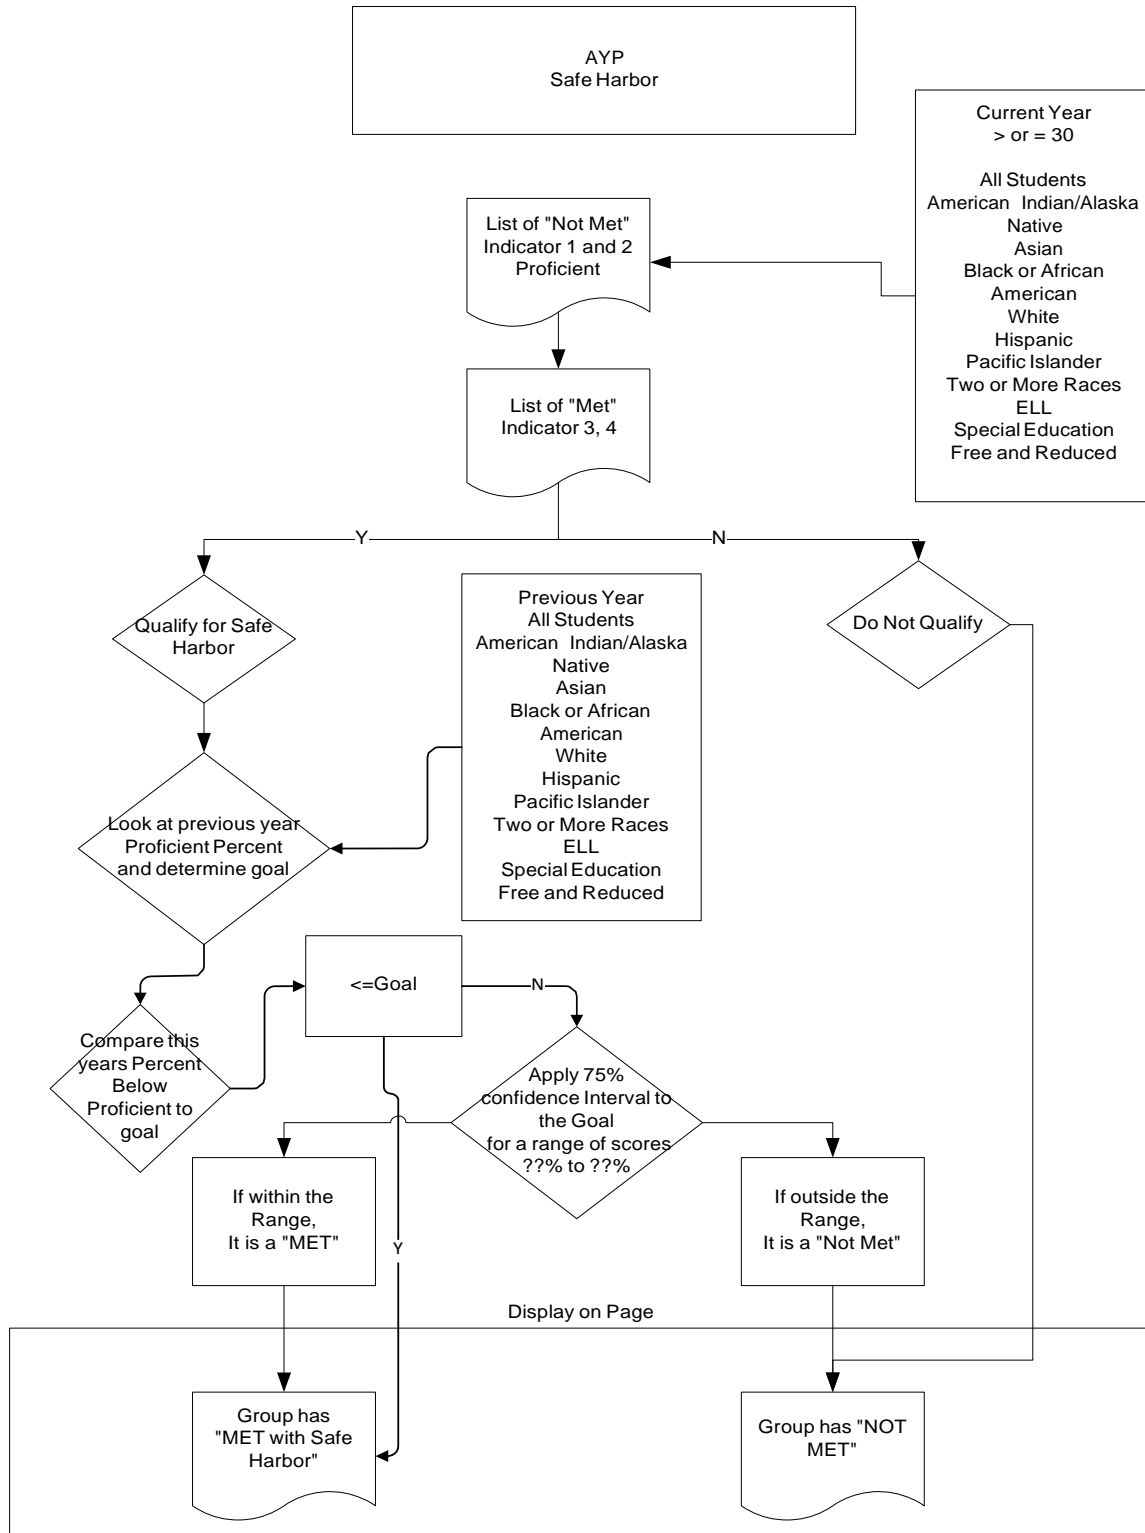 AYP
Safe Harbor
Current Year
> or = 30
All Students
American Indian/Alaska
Native
Asian
Black or African
American
White
Hispanic
Pacific Islander
Two or More Races
ELL
Special Education
Free and Reduced
List of "Not Met"
Indicator 1 and 2
Proficient
List of "Met"
Indicator 3, 4
Y
N
Qualify for Safe
Harbor
Previous Year
All Students
American Indian/Alaska
Native
Asian
Black or African
American
White
Hispanic
Pacific Islander
Two or More Races
ELL
Special Education
Free and Reduced
Do Not Qualify
Look at previous year
Proficient Percent
and determine goal
<=Goal
N
Compare this
years Percent
Below
Proficient to
goal
Apply 75%
confidence Interval to
the Goal
for a range of scores
??% to ??%
If within the
Range,
It is a "MET"
Y
If outside the
Range,
It is a "Not Met"
Display on Page
Group has
"MET with Safe
Harbor"
Group has "NOT
MET"